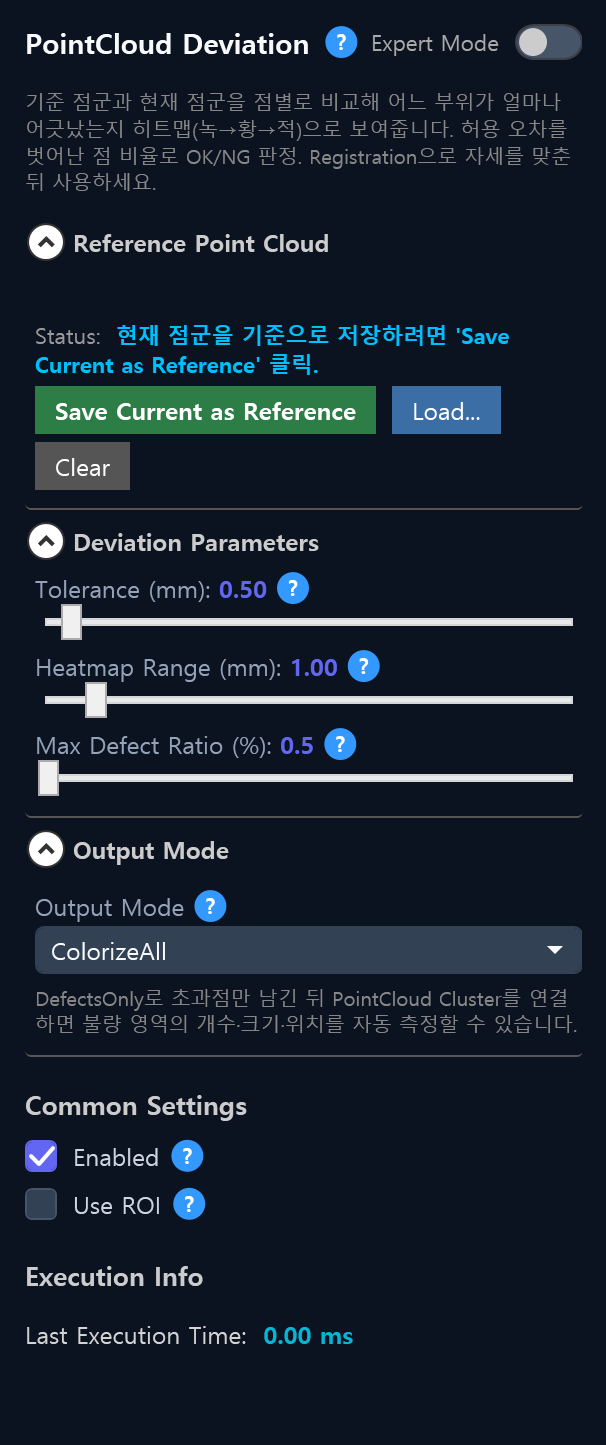 PointCloud Deviation ? Expert Mode
기준 점군과 현재 점군을 점별로 비교해 어느 부위가 얼마나
어긋났는지 히트맵(녹→황→적)으로 보여줍니다. 허용 오차를
벗어난 점 비율로 OK/NG 판정. Registration으로 자세를 맞춘
뒤 사용하세요.
Reference Point Cloud
Status: 현재 점군을 기준으로 저장하려면 'Save
Current as Reference' 클릭.
Save Current as Reference Load...
Clear
Deviation Parameters
Tolerance (mm): 0.50 ?
Heatmap Range (mm): 1.00 ?
Max Defect Ratio (%): 0.5 ?
Output Mode
Output Mode ?
ColorizeAll
DefectsOnly로 초과점만 남긴 뒤 PointCloud Cluster를 연결
하면 불량 영역의 개수·크기·위치를 자동 측정할 수 있습니다.
Common Settings
Enabled ?
Use ROI ?
Execution Info
Last Execution Time: 0.00 ms